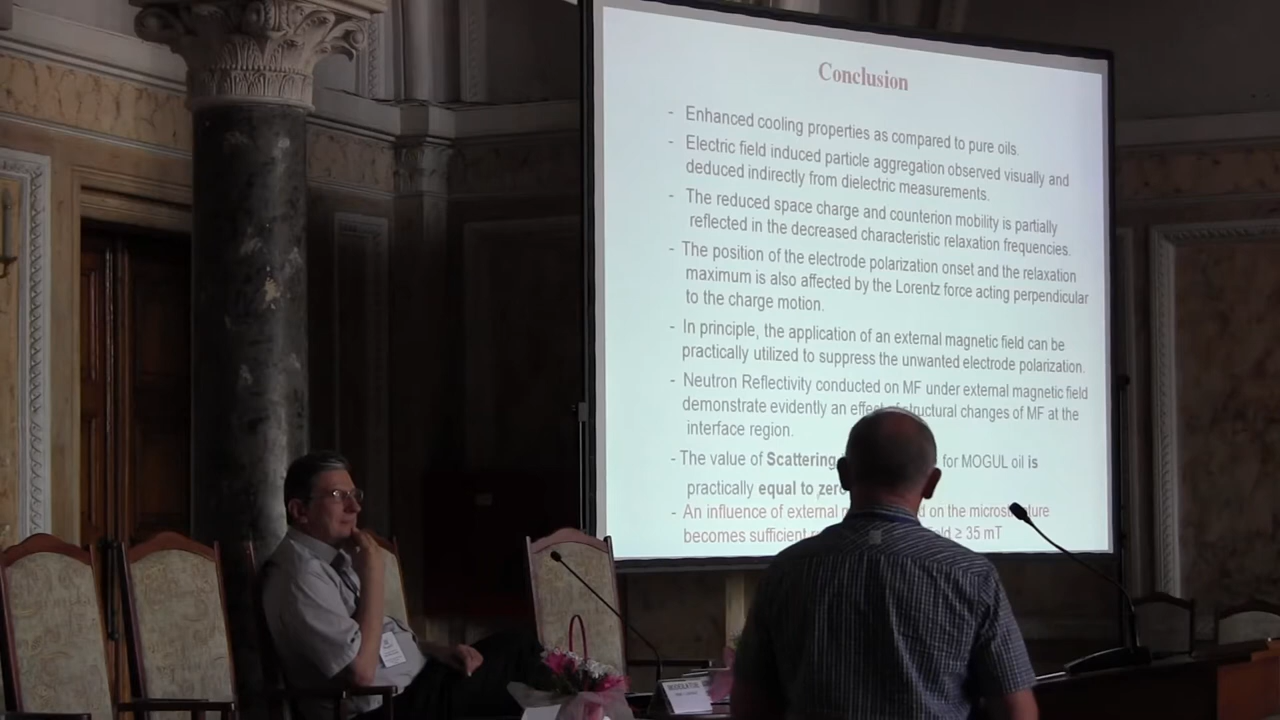 Conclusion
- Enhanced cooling properties as compared to pure oils.
- Electric field induced particle aggregation observed visually and
deduced indirectly from dielectric measurements.
- The reduced space charge and counterion mobility is partially
reflected in the decreased characteristic relaxation frequencies.
- The position of the electrode polarization onset and the relaxation
maximum is also affected by the Lorentz force acting perpendicular
to the charge motion.
- In principle, the application of an external magnetic field can be
practically utilized to suppress the unwanted electrode polarization.
- Neutron Reflectivity conducted on MF under external magnetic field
demonstrate evidently an effect structural changes of MF at the
interface region.
- The value of Scattering for MOGUL oil is
practically equal to zero
- An influence of external on the
becomes sufficient ≥ 35 mT
MODERATOR